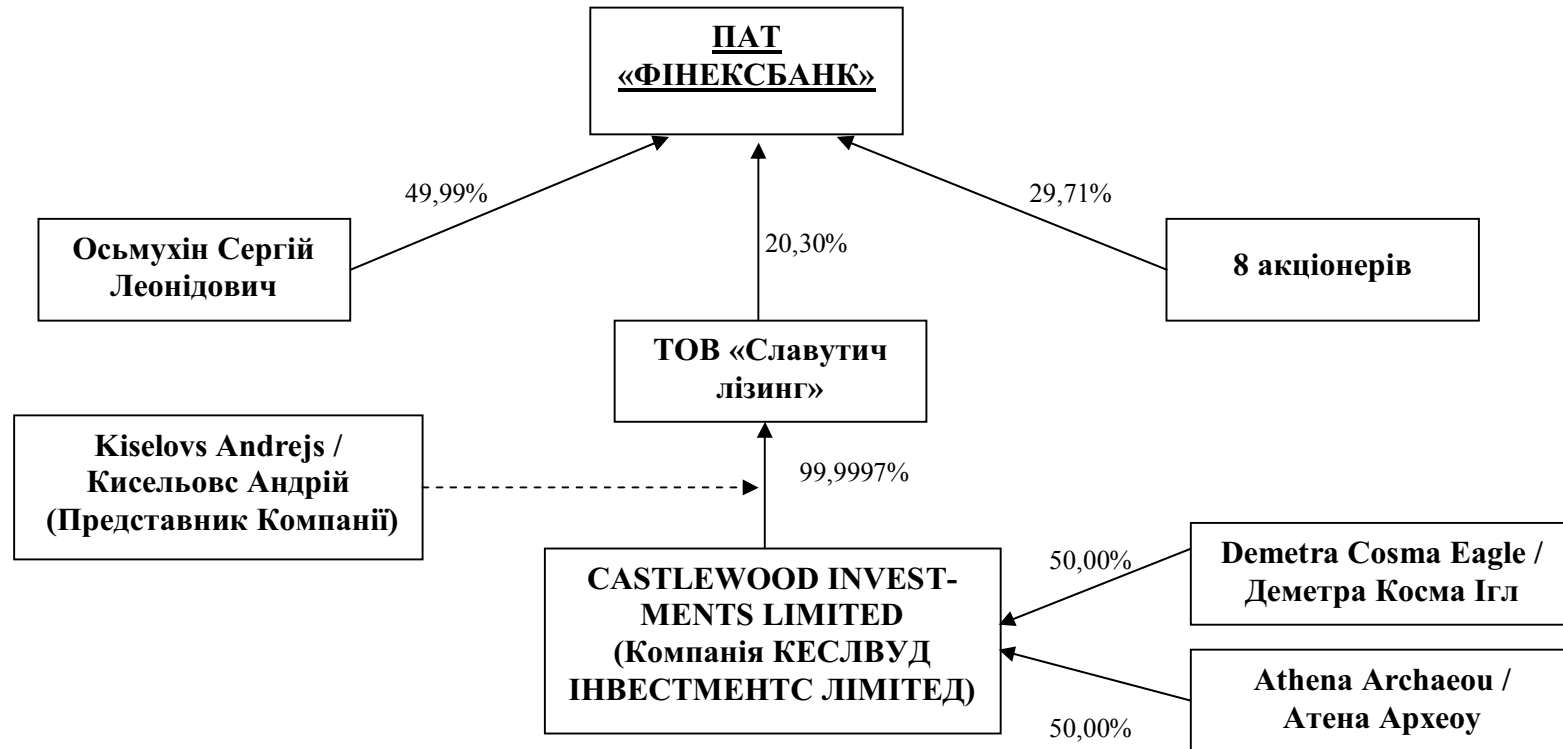 ПАТ
«ФІНЕКСБАНК»
49,99%
29,71%
20,30%
Осьмухін Сергій
Леонідович
8 акціонерів
ТОВ «Славутич
лізинг»
Kiselovs Andrejs /
Кисельовс Андрій
(Представник Компанії)
99,9997%
CASTLEWOOD INVEST-
MENTS LIMITED
(Компанія КЕСЛВУД
ІНВЕСТМЕНТС ЛІМІТЕД)
50,00%
Demetra Cosma Eagle /
Деметра Косма Ігл
Athena Archaeou /
Атена Археоу
50,00%